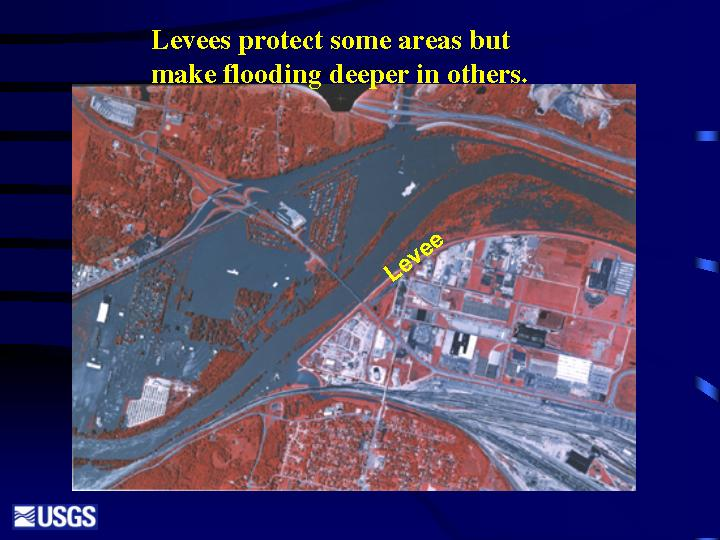 Levees protect some areas but
make flooding deeper in others.
Levee
USGS